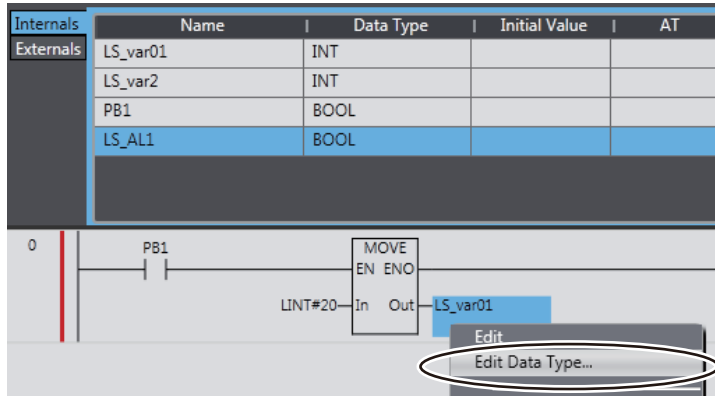 Internals
Externals
Name | Data Type | Initial Value | AT
LS_var01 INT
LS_var2 INT
PB1 BOOL
LS_AL1 BOOL
0
PB1
MOVE
EN ENO
LINT#20 In Out LS_var01
Edit
Edit Data Type...